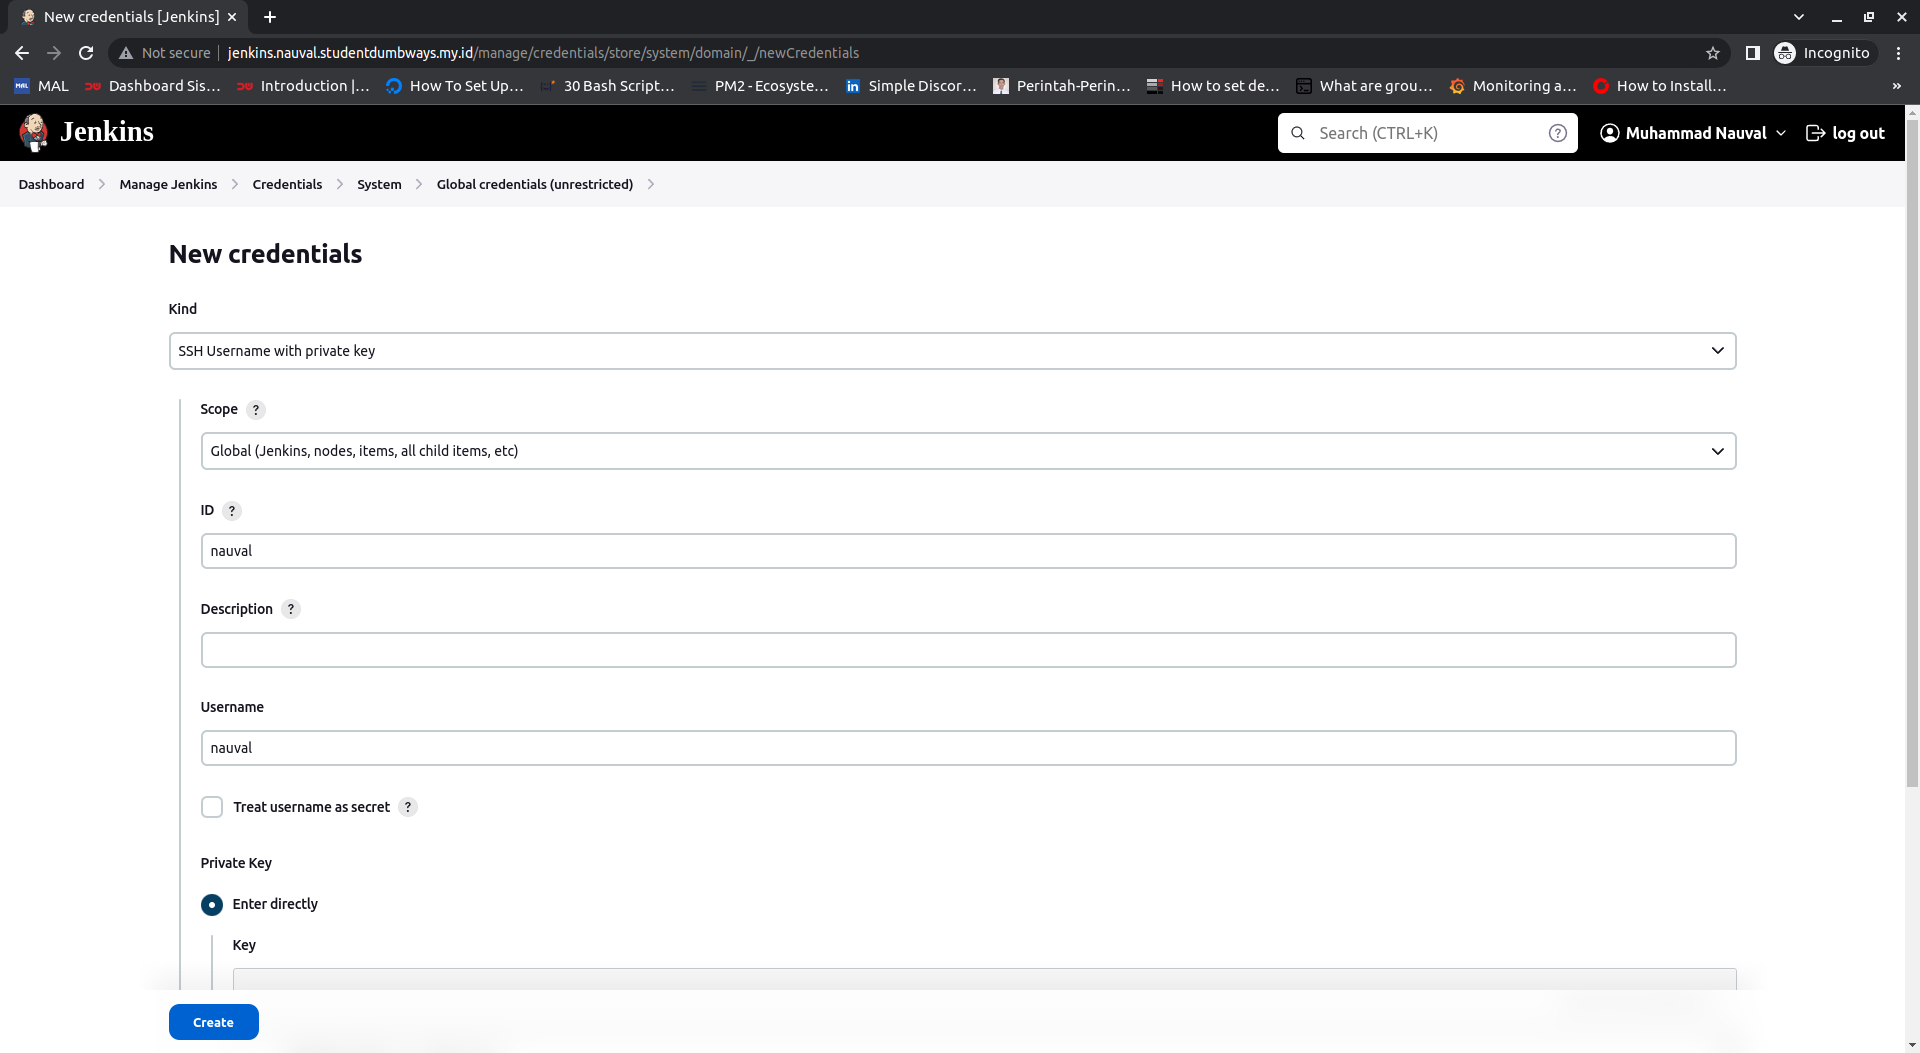 New credentials [Jenkins]
Not secure jenkins.nauval.studentdumbways.my.id/manage/credentials/store/system/domain/_/newCredentials Incognito
MAL Dashboard Sis... Introduction |... How To Set Up... 30 Bash Script... PM2 - Ecosyste... Simple Discor... Perintah-Perin... How to set de... What are grou... Monitoring a... How to Install... »
Jenkins Search (CTRL+K) ? Muhammad Nauval log out
Dashboard Manage Jenkins Credentials System Global credentials (unrestricted)
New credentials
Kind
SSH Username with private key
Scope ?
Global (Jenkins, nodes, items, all child items, etc)
ID ?
nauval
Description ?
Username
nauval
Treat username as secret ?
Private Key
Enter directly
Key
Create